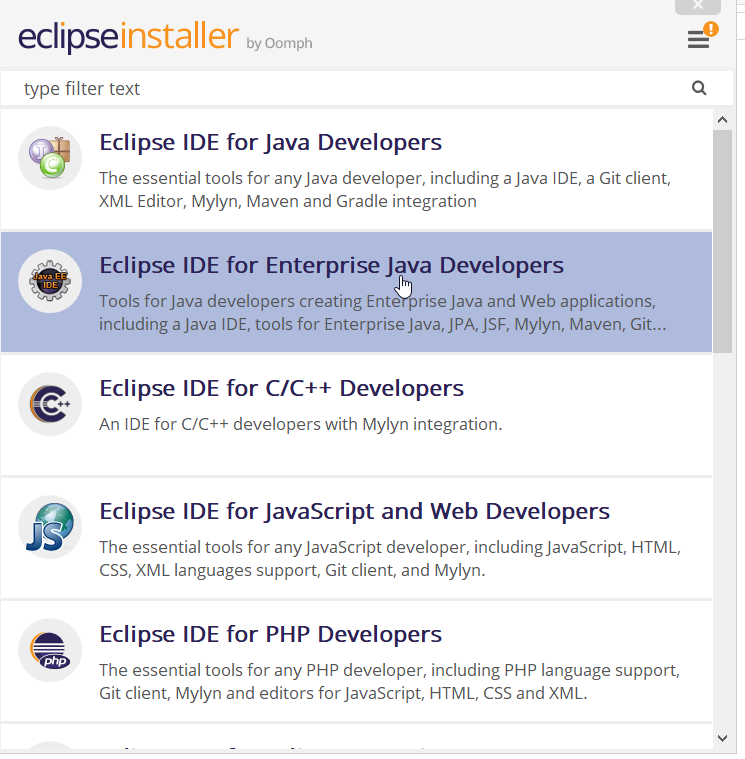 eclipseinstaller by Oomph
!
type filter text
Eclipse IDE for Java Developers
The essential tools for any Java developer, including a Java IDE, a Git client,
XML Editor, Mylyn, Maven and Gradle integration
Java EE
IDE
Eclipse IDE for Enterprise Java Developers
Tools for Java developers creating Enterprise Java and Web applications,
including a Java IDE, tools for Enterprise Java, JPA, JSF, Mylyn, Maven, Git...
C++
Eclipse IDE for C/C++ Developers
An IDE for C/C++ developers with Mylyn integration.
JS
Eclipse IDE for JavaScript and Web Developers
The essential tools for any JavaScript developer, including JavaScript, HTML,
CSS, XML languages support, Git client, and Mylyn.
php
Eclipse IDE for PHP Developers
The essential tools for any PHP developer, including PHP language support,
Git client, Mylyn and editors for JavaScript, HTML, CSS and XML.